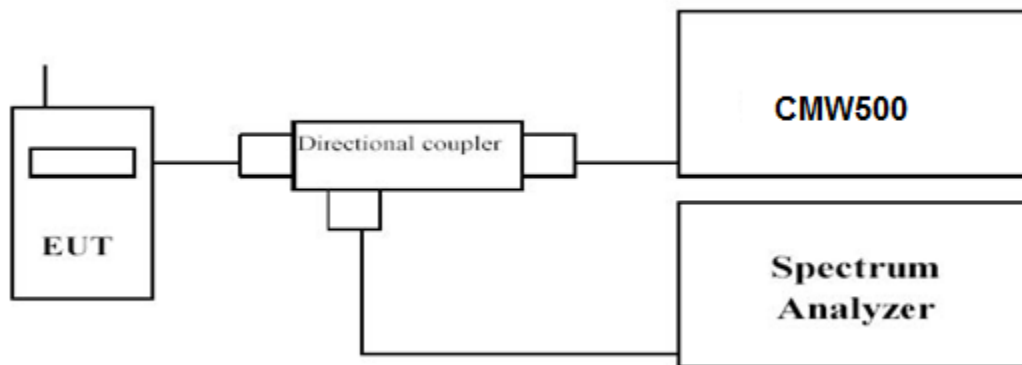 EUT
Directional coupler
CMW500
Spectrum
Analyzer